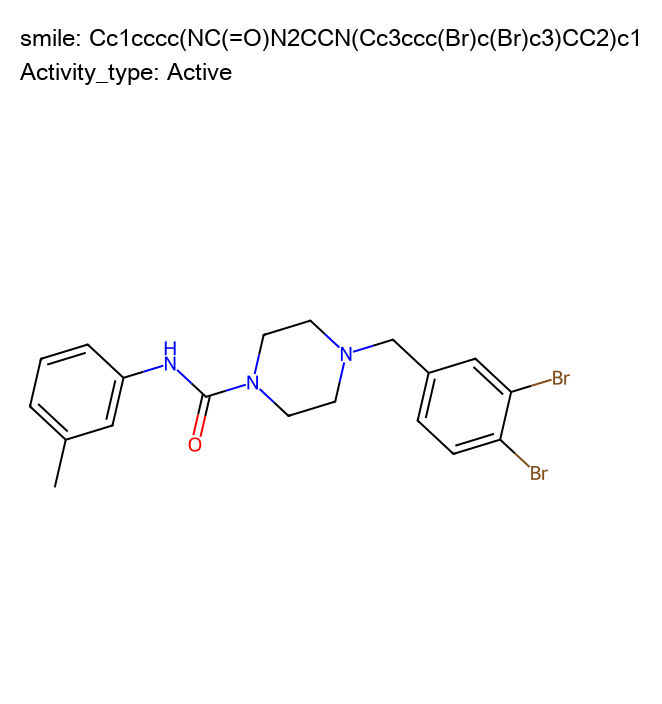 smile: Cc1cccc(NC(=O)N2CCN(Cc3ccc(Br)c(Br)c3)CC2)c1
Activity_type: Active
H
N
O
N
N
Br
Br